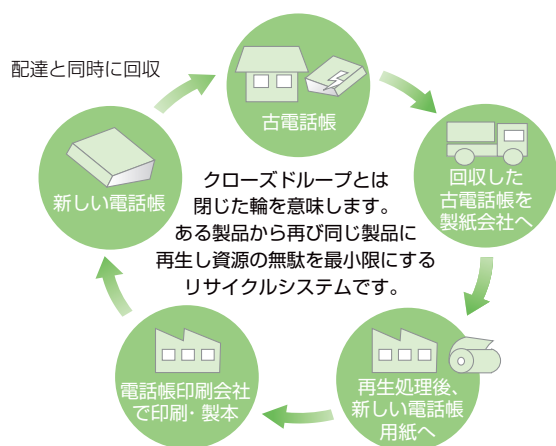 配達と同時に回収
古電話帳
回収した
古電話帳を
製紙会社へ
再生処理後、
新しい電話帳
用紙へ
電話帳印刷会社
で印刷・製本
新しい電話帳
クローズドループとは
閉じた輪を意味します。
ある製品から再び同じ製品に
再生し資源の無駄を最小限にする
リサイクルシステムです。